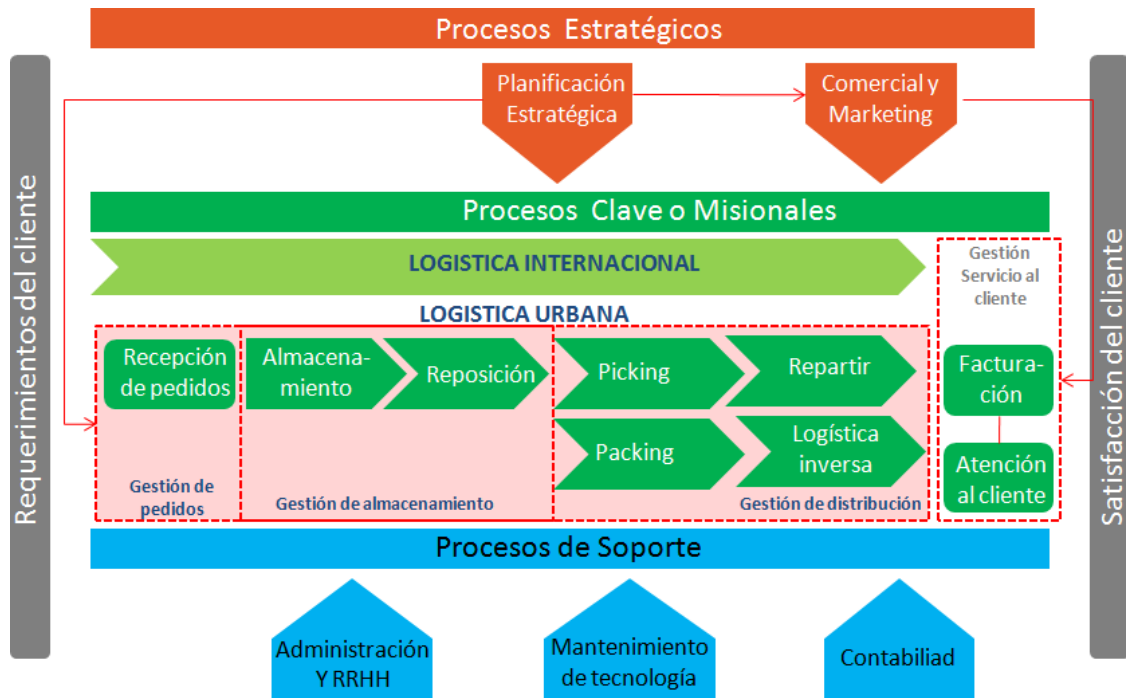 Procesos Estratégicos
Requerimientos del cliente
Planificación
Estratégica
Comercial y
Marketing
Satisfacción del cliente
Procesos Clave o Misionales
LOGISTICA INTERNACIONAL
Gestión
Servicio al
cliente
LOGISTICA URBANA
Recepción
de pedidos
Almacena-
miento
Reposición
Picking
Repartir
Factura-
ción
Packing
Logística
inversa
Atención
al cliente
Gestión de
pedidos
Gestión de almacenamiento
Gestión de distribución
Procesos de Soporte
Administración
Y RRHH
Mantenimiento
de tecnología
Contabiliad